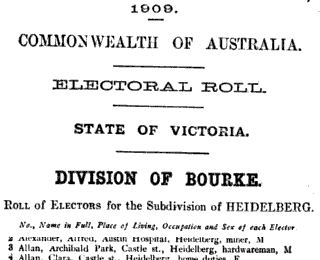 1909.
COMMONWEALTH OF AUSTRALIA.
ELECTORAL ROLL.
STATE OF VICTORIA.
DIVISION OF BOURKE.
ROLL OF ELECTORS for the Subdivision of HEIDELBERG.
No., Name in Full, Place of Living, Occupation and Sex of each Elector.
2 Alexander, Alfred, Austin Hospital, Heidelberg, miner, M
3 Allan, Archibald Park, Castle st., Heidelberg, hardwareman, M
4 Allan, Clara, Castle st., Heidelberg, home duties, F